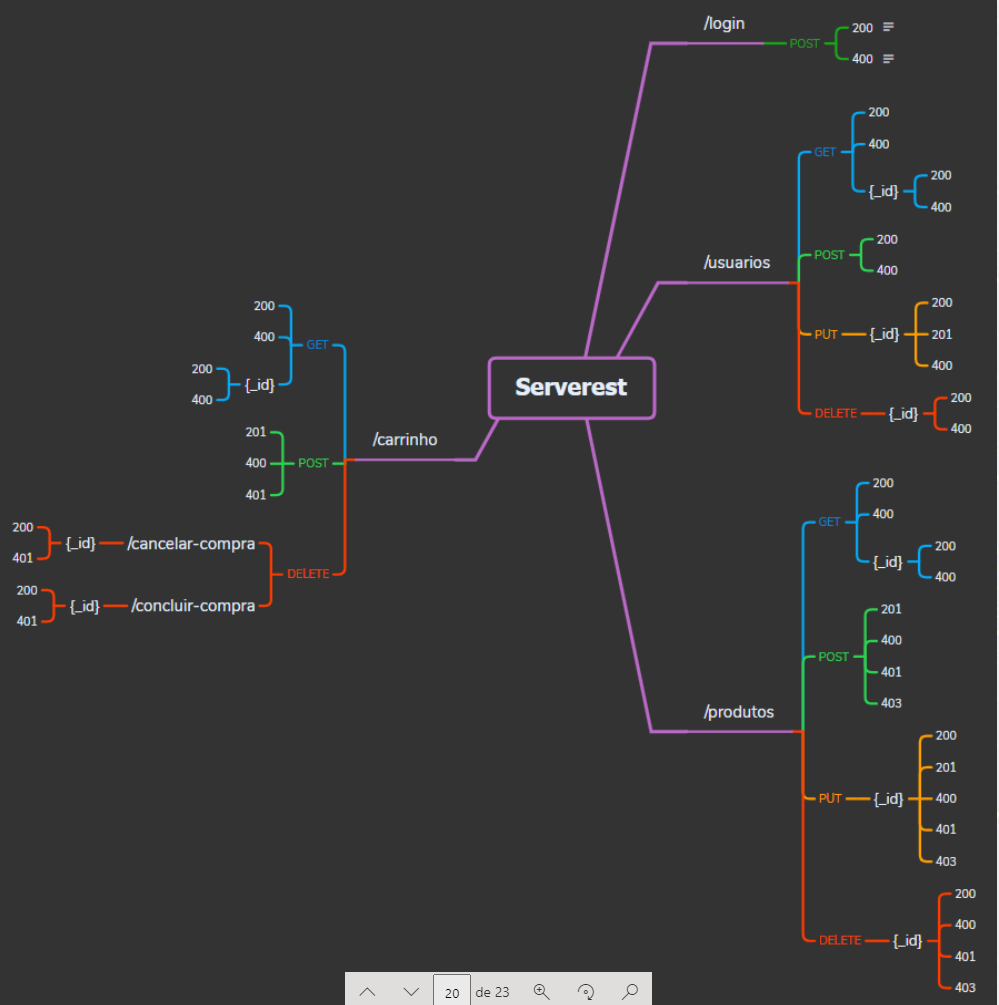 Serverest
/login
POST
200
400
/usuarios
GET
200
400
{_id}
200
400
POST
200
400
PUT
{_id}
200
201
400
DELETE
{_id}
200
400
/produtos
GET
200
400
{_id}
200
400
POST
201
400
401
403
PUT
{_id}
200
201
400
401
403
DELETE
{_id}
200
400
401
403
/carrinho
GET
200
400
{_id}
200
400
POST
201
400
401
DELETE
/cancelar-compra
{_id}
200
401
/concluir-compra
{_id}
200
401
20 de 23